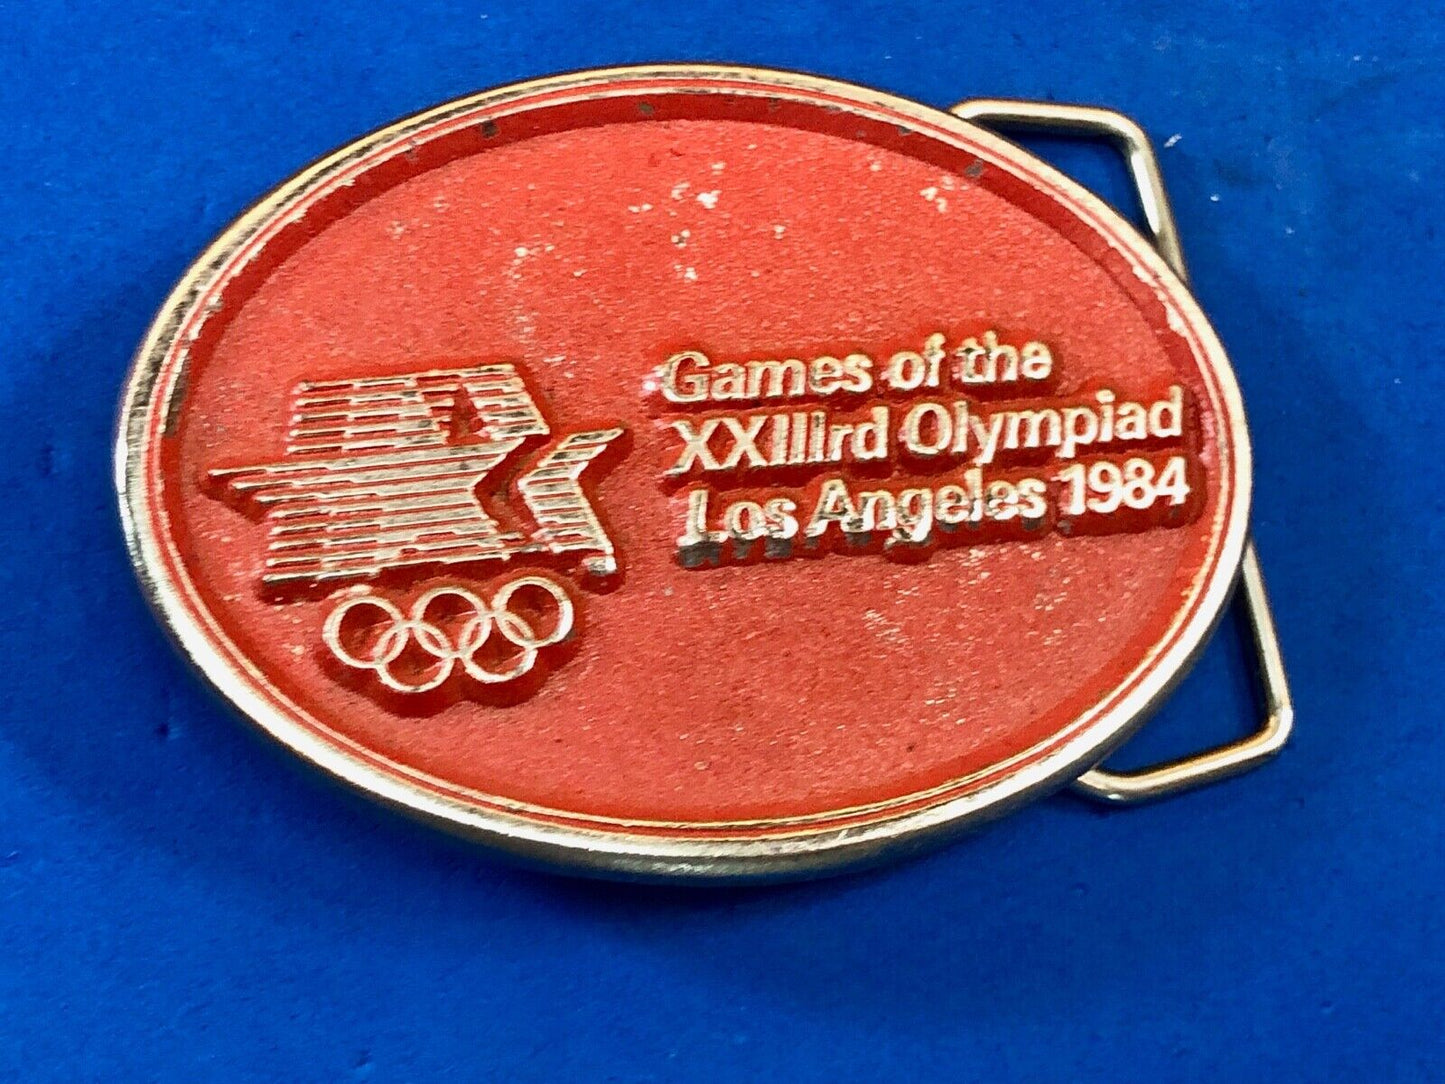 Games of the
XXIIIrd Olympiad
Los Angeles 1984